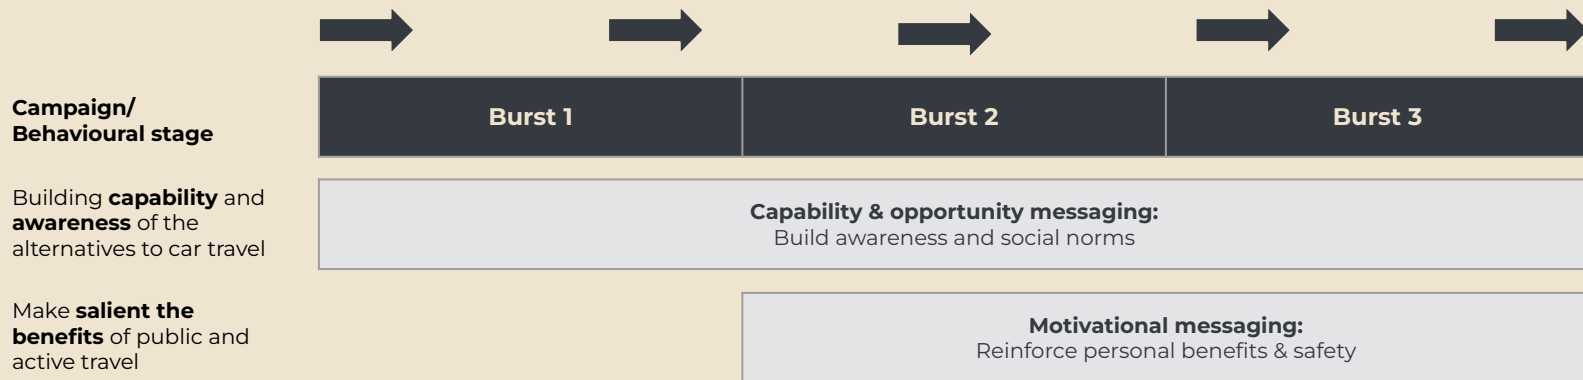 Campaign/
Behavioural stage
Burst 1
Burst 2
Burst 3
Building capability and
awareness of the
alternatives to car travel
Capability & opportunity messaging:
Build awareness and social norms
Make salient the
benefits of public and
active travel
Motivational messaging:
Reinforce personal benefits & safety